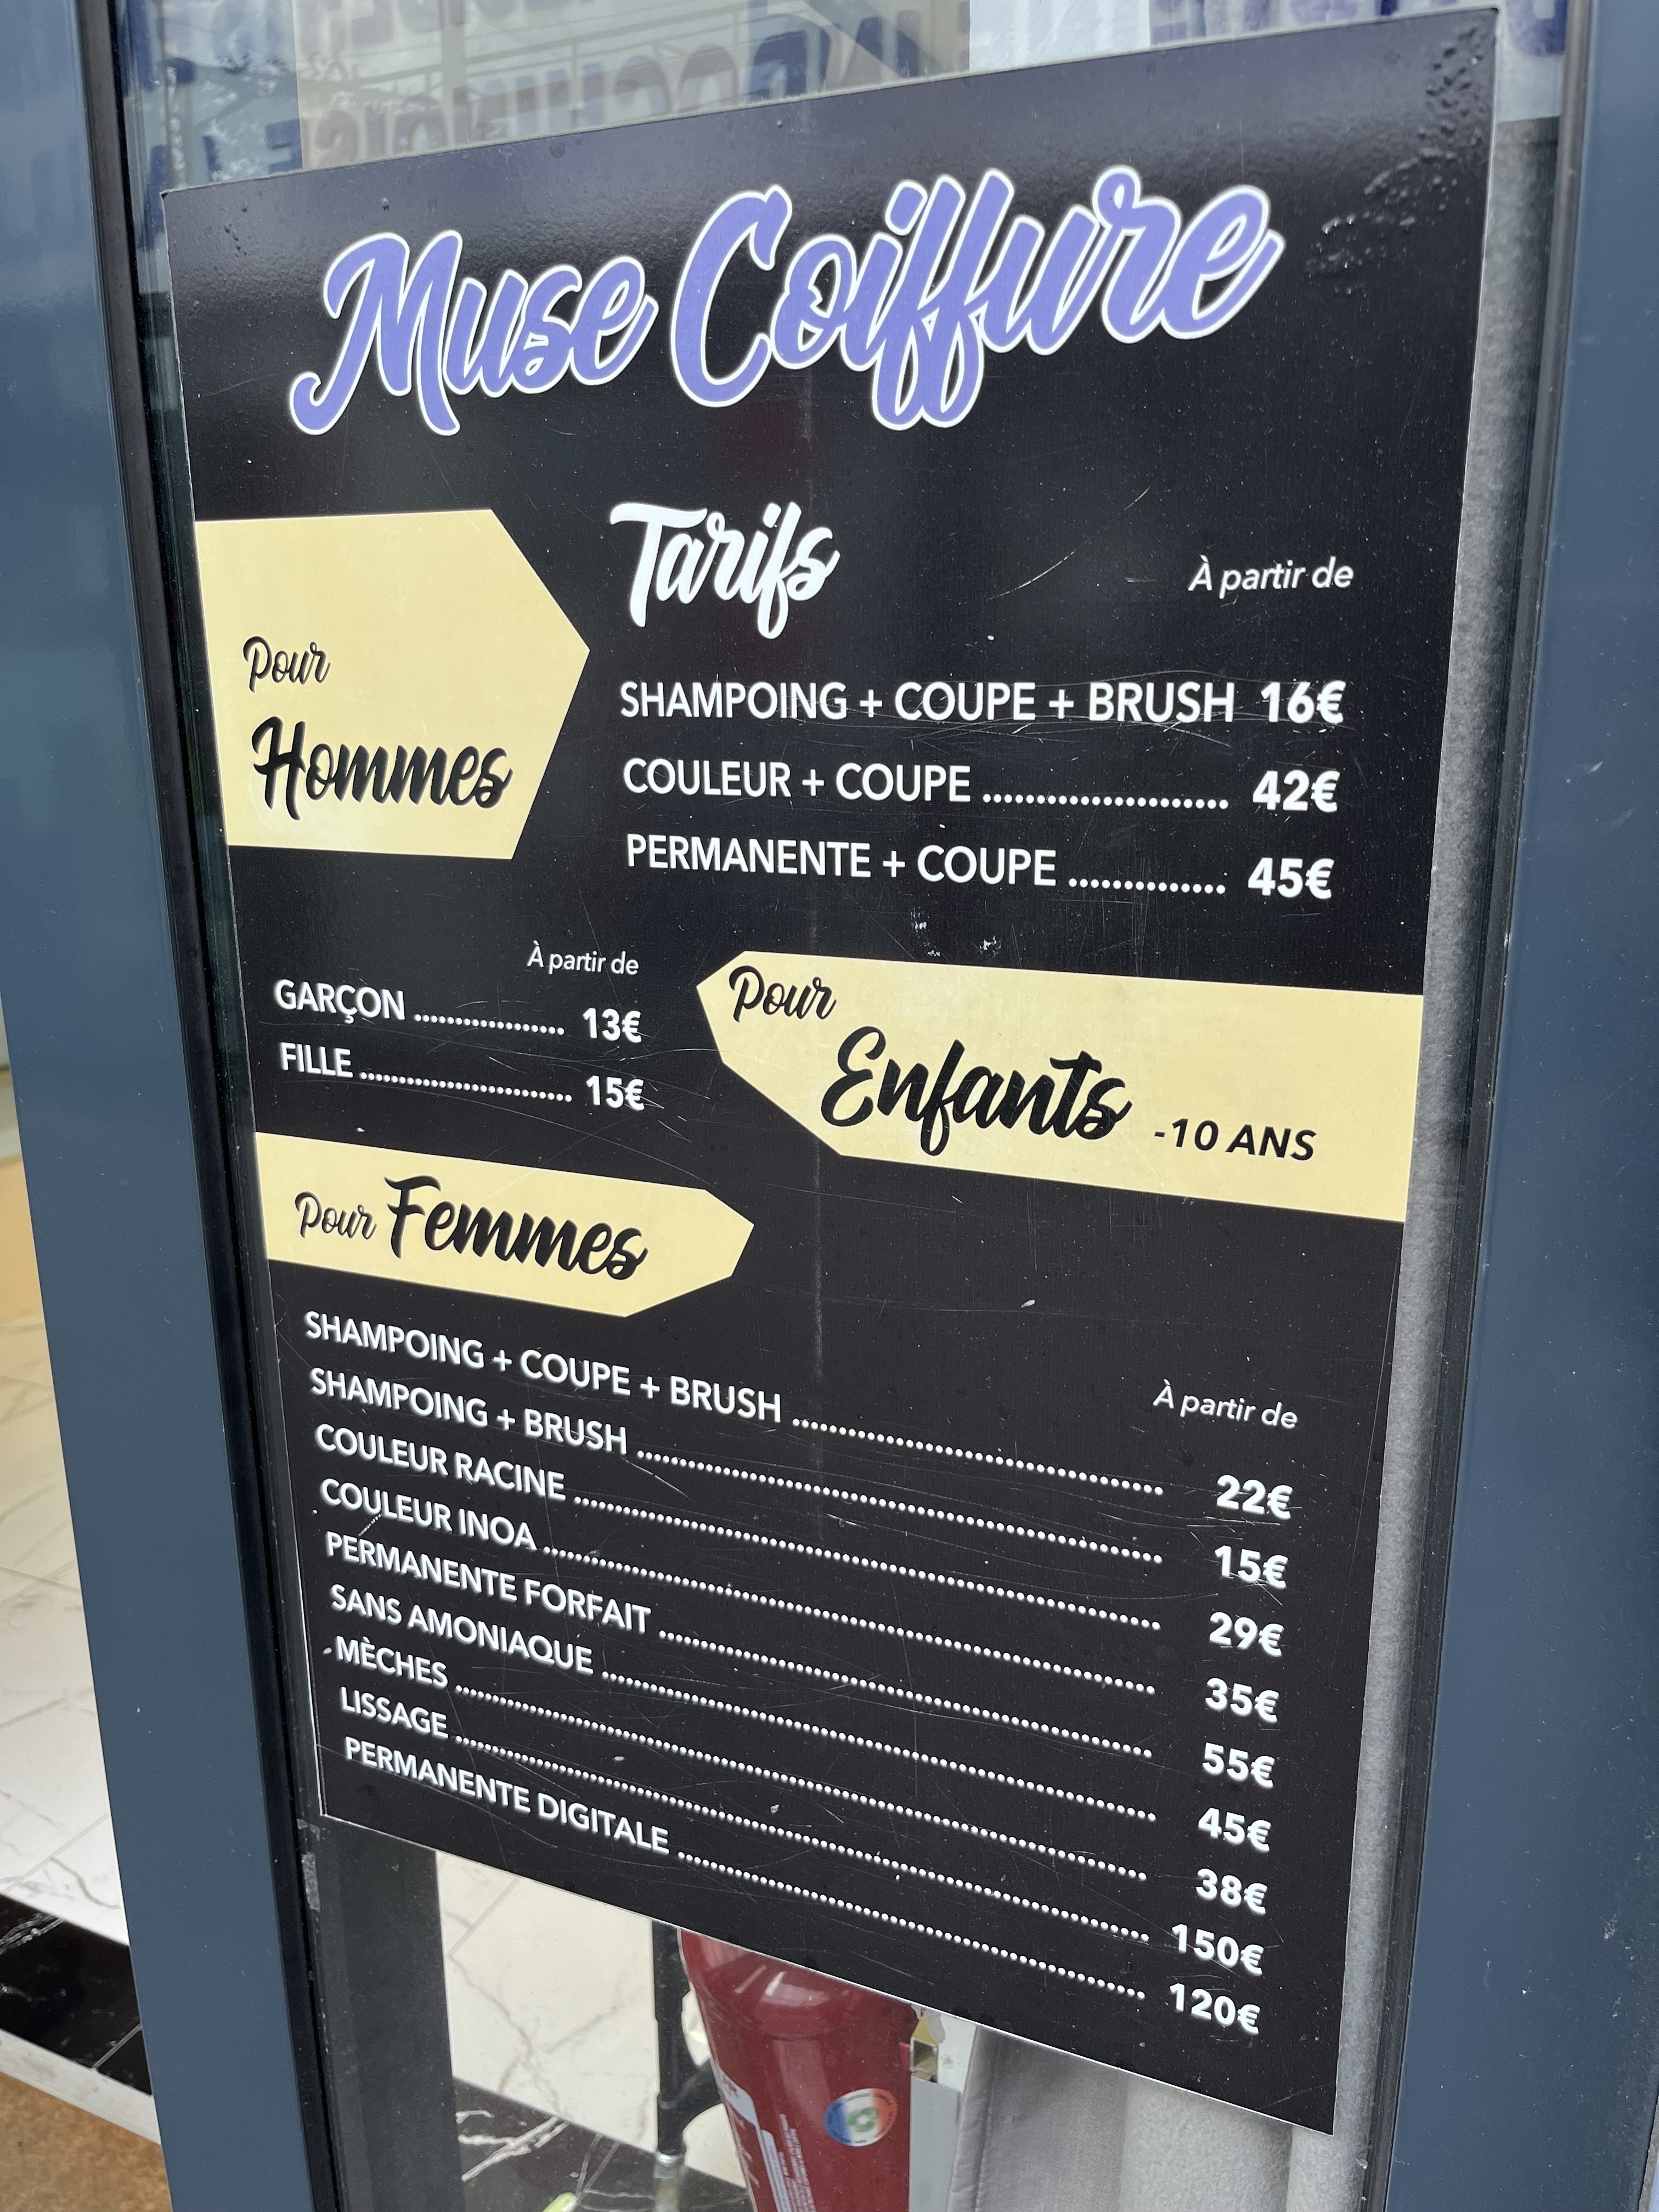 Muse Coiffure
Tarifs
À partir de
Pour
Hommes
SHAMPOING + COUPE + BRUSH 16€
COULEUR + COUPE ........................ 42€
PERMANENTE + COUPE .............. 45€
À partir de
GARÇON .................. 13€
FILLE .......................... 15€
Pour
Enfants -10 ANS
Pour Femmes
À partir de
SHAMPOING + COUPE + BRUSH ........................................ 22€
SHAMPOING + BRUSH ........................................................ 15€
COULEUR RACINE ............................................................... 29€
COULEUR INOA .................................................................. 35€
PERMANENTE FORFAIT ..................................................... 55€
SANS AMONIAQUE ............................................................ 45€
MÈCHES .............................................................................. 38€
LISSAGE .............................................................................. 150€
PERMANENTE DIGITALE .................................................... 120€